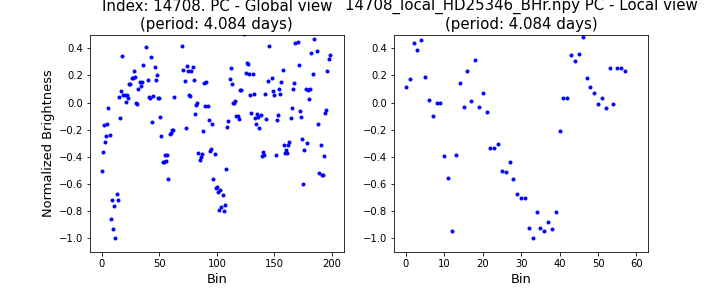 Index: 14708. PC - Global view
(period: 4.084 days)
14708_local_HD25346_BHr.npy PC - Local view
(period: 4.084 days)
Normalized Brightness
0.4
0.2
0.0
−0.2
−0.4
−0.6
−0.8
−1.0
0 50 100 150 200
Bin
0.4
0.2
0.0
−0.2
−0.4
−0.6
−0.8
−1.0
0 10 20 30 40 50 60
Bin